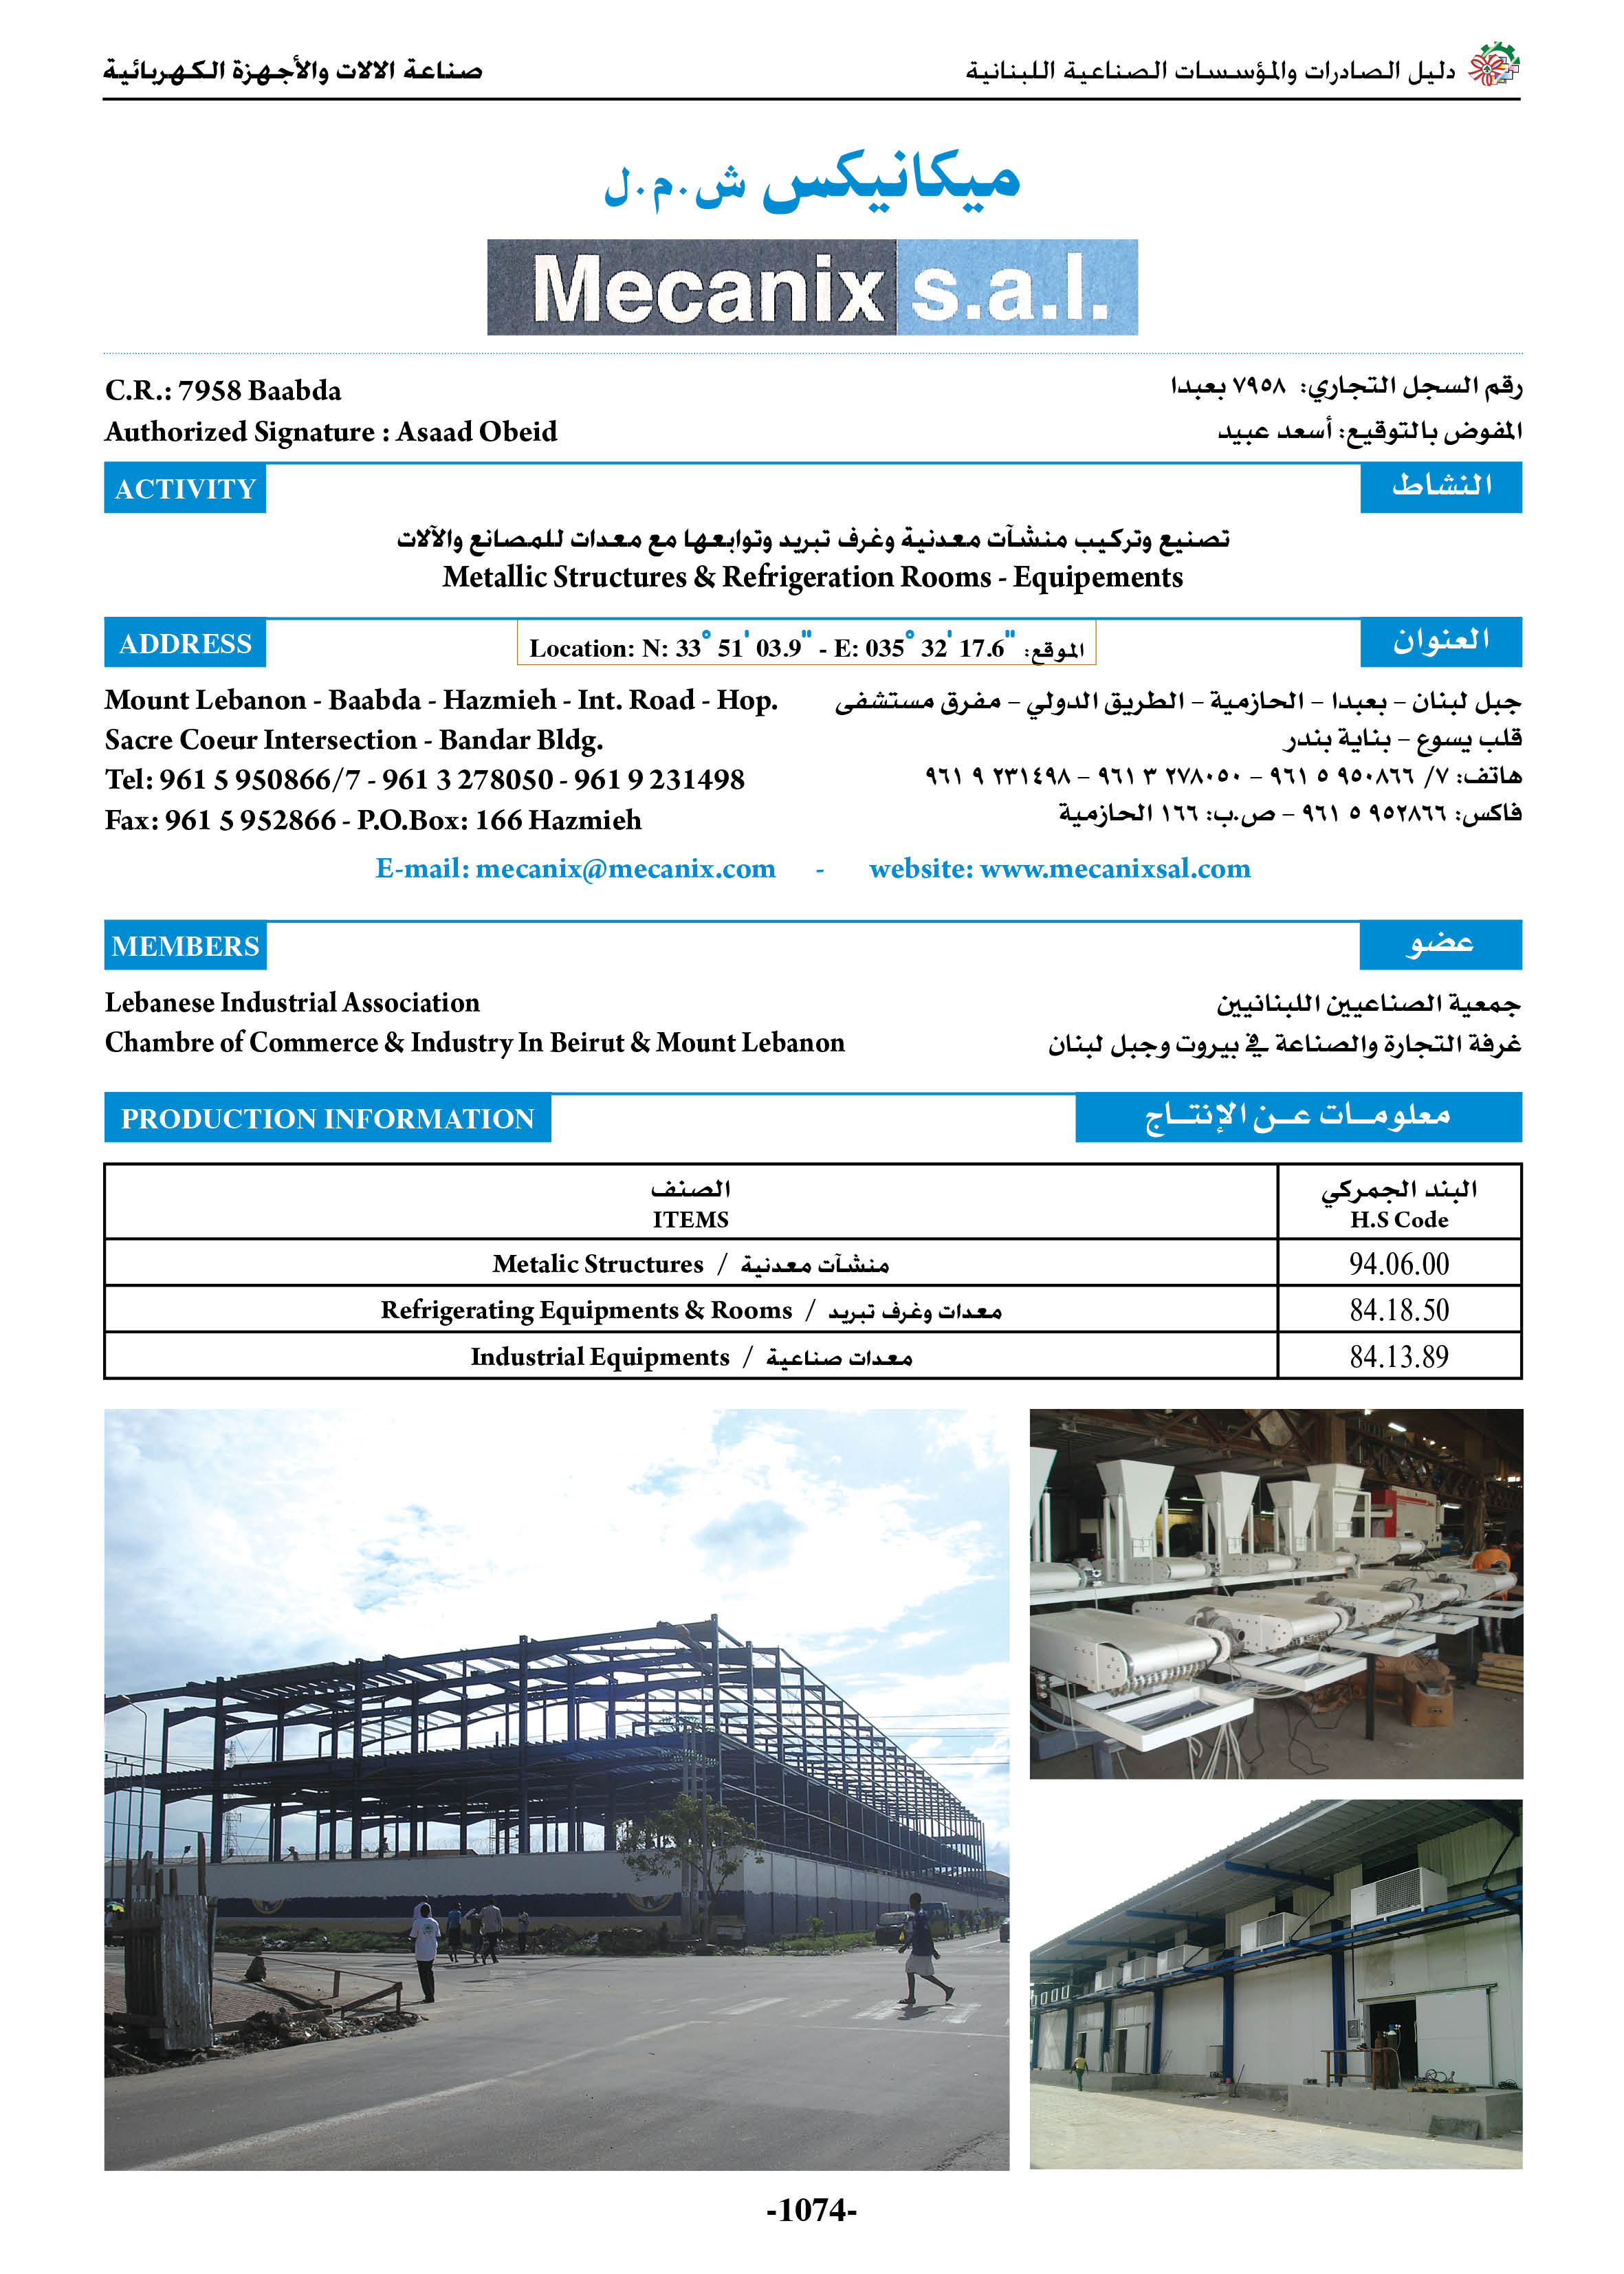 دليل الصادرات والمؤسسات الصناعية اللبنانية
صناعة الالات والأجهزة الكهربائية
ميكانيكس ش.م.ل
Mecanix s.a.l.
C.R.: 7958 Baabda
رقم السجل التجاري: ٧٩٥٨ بعبدا
Authorized Signature : Asaad Obeid
المفوض بالتوقيع: أسعد عبيد
ACTIVITY
النشاط
تصنيع وتركيب منشآت معدنية وغرف تبريد وتوابعها مع معدات للمصانع والآلات
Metallic Structures & Refrigeration Rooms - Equipements
ADDRESS
Location: N: 33° 51' 03.9" - E: 035° 32' 17.6" الموقع:
العنوان
Mount Lebanon - Baabda - Hazmieh - Int. Road - Hop.
Sacre Coeur Intersection - Bandar Bldg.
Tel: 961 5 950866/7 - 961 3 278050 - 961 9 231498
Fax: 961 5 952866 - P.O.Box: 166 Hazmieh
جبل لبنان – بعبدا – الحازمية – الطريق الدولي – مفرق مستشفى
قلب يسوع – بناية بندر
هاتف: ٧/ ٩٥٠٨٦٦ ٥ ٩٦١ – ٢٧٨٠٥٠ ٣ ٩٦١ – ٢٣١٤٩٨ ٩ ٩٦١
فاكس: ٩٥٢٨٦٦ ٥ ٩٦١ – ص.ب: ١٦٦ الحازمية
E-mail: mecanix@mecanix.com - website: www.mecanixsal.com
MEMBERS
عضو
Lebanese Industrial Association
جمعية الصناعيين اللبنانيين
Chambre of Commerce & Industry In Beirut & Mount Lebanon
غرفة التجارة والصناعة في بيروت وجبل لبنان
PRODUCTION INFORMATION
معلومــات عــن الإنتــاج
الصنف
ITEMS
البند الجمركي
H.S Code
Metalic Structures / منشآت معدنية
94.06.00
Refrigerating Equipments & Rooms / معدات وغرف تبريد
84.18.50
Industrial Equipments / معدات صناعية
84.13.89
-1074-